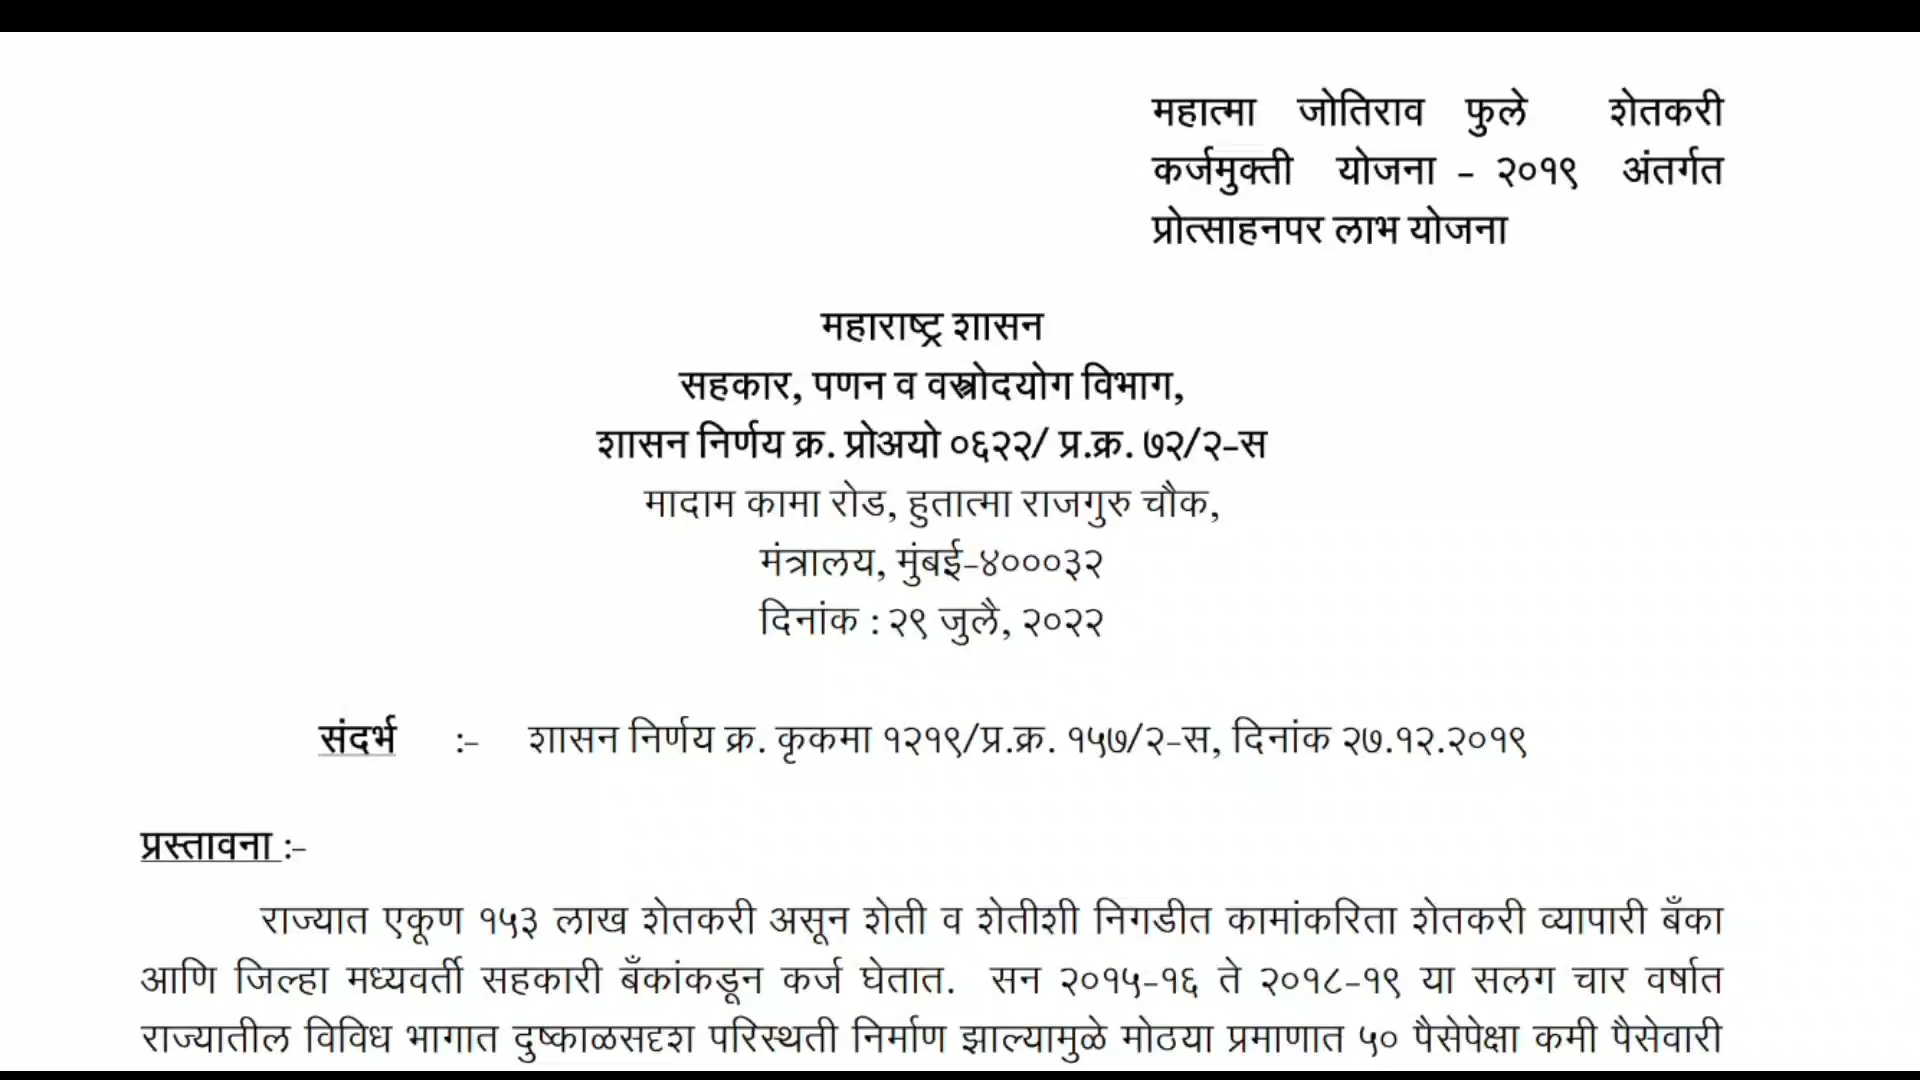 महात्मा जोतिराव फुले शेतकरी
कर्जमुक्ती योजना - २०१९ अंतर्गत
प्रोत्साहनपर लाभ योजना
महाराष्ट्र शासन
सहकार, पणन व वस्त्रोदयोग विभाग,
शासन निर्णय क्र. प्रोअयो ०६२२/ प्र.क्र. ७२/२-स
मादाम कामा रोड, हुतात्मा राजगुरु चौक,
मंत्रालय, मुंबई-४०००३२
दिनांक : २९ जुलै, २०२२
संदर्भ :- शासन निर्णय क्र. कृकमा १२१९/प्र.क्र. १५७/२-स, दिनांक २७.१२.२०१९
प्रस्तावना :-
राज्यात एकूण १५३ लाख शेतकरी असून शेती व शेतीशी निगडीत कामांकरिता शेतकरी व्यापारी बँका
आणि जिल्हा मध्यवर्ती सहकारी बँकांकडून कर्ज घेतात. सन २०१५-१६ ते २०१८-१९ या सलग चार वर्षात
राज्यातील विविध भागात दुष्काळसदृश परिस्थती निर्माण झाल्यामुळे मोठया प्रमाणात ५० पैसेपेक्षा कमी पैसेवारी